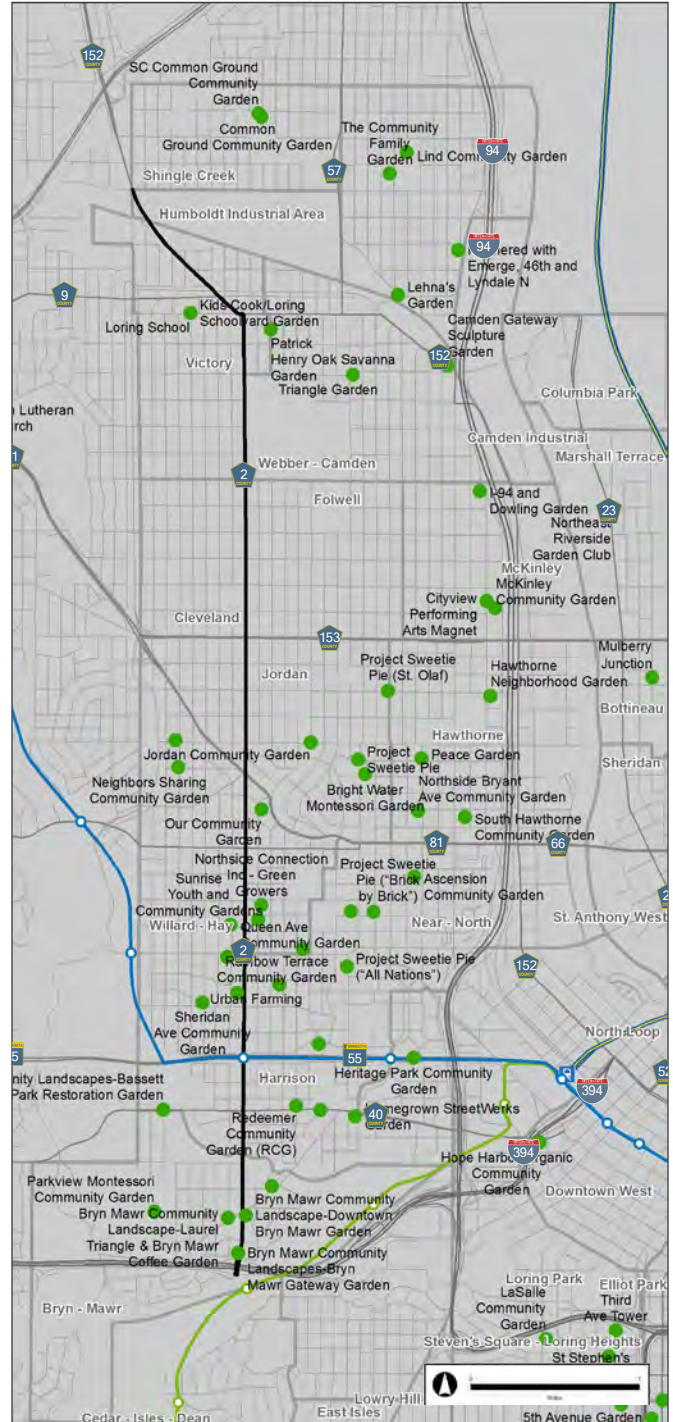 152
SC Common Ground
Community
Garden
Common
Ground Community Garden
The Community
Family
Garden
Lind Community Garden
94
57
Shingle Creek
Humboldt Industrial Area
94
Emerge, 46th and
Lyndale N
9
Lehna's
Garden
Kids Cook/Loring
Schoolyard Garden
Loring School
Patrick
Henry Oak Savanna
Garden
Camden Gateway
Sculpture
Garden
152
Victory
Triangle Garden
Columbia Park
Lutheran
Camden Industrial
Marshall Terrace
2
Webber - Camden
Folwell
I-94 and
Dowling Garden
23
Northeast
Riverside
Garden Club
McKinley
McKinley
Community Garden
Cityview
Performing
Arts Magnet
Cleveland
153
Jordan
Project Sweetie
Pie (St. Olaf)
Hawthorne
Neighborhood Garden
Mulberry
Junction
Bottineau
Hawthorne
Jordan Community Garden
Project
Sweetie Pie
Peace Garden
Sheridan
Neighbors Sharing
Community Garden
Bright Water
Montessori Garden
Northside Bryant
Ave Community Garden
Our Community
Garden
South Hawthorne
Community Garden
81
66
Northside Connection
Inc - Green
Growers
Sunrise
Youth and
Community Gardens
Project Sweetie
Pie ("Brick
by Brick")
Ascension
Community Garden
Willard - Hay
Queen Ave
Community Garden
Near - North
St. Anthony West
2
Rainbow Terrace
Community Garden
Project Sweetie Pie
("All Nations")
152
Urban Farming
Sheridan
Ave Community
Garden
North Loop
55
Harrison
Heritage Park Community
Garden
394
Landscapes-Bassett
Park Restoration Garden
Redeemer
Community
Garden (RCG)
40
Homegrown StreetWerks
Garden
394
Hope Harbor Organic
Community
Garden
Downtown West
Parkview Montessori
Community Garden
Bryn Mawr Community
Landscape-Laurel
Triangle & Bryn Mawr
Coffee Garden
Bryn Mawr Community
Landscape-Downtown
Bryn Mawr Garden
Bryn Mawr Community
Landscapes-Bryn
Mawr Gateway Garden
Bryn - Mawr
Loring Park
Elliot Park
LaSalle
Community
Garden
Third
Ave Tower
Steven's Square - Loring Heights
St Stephen's
Lowry Hill
East Isles
Cedar - Isles - Dean
5th Avenue Garden